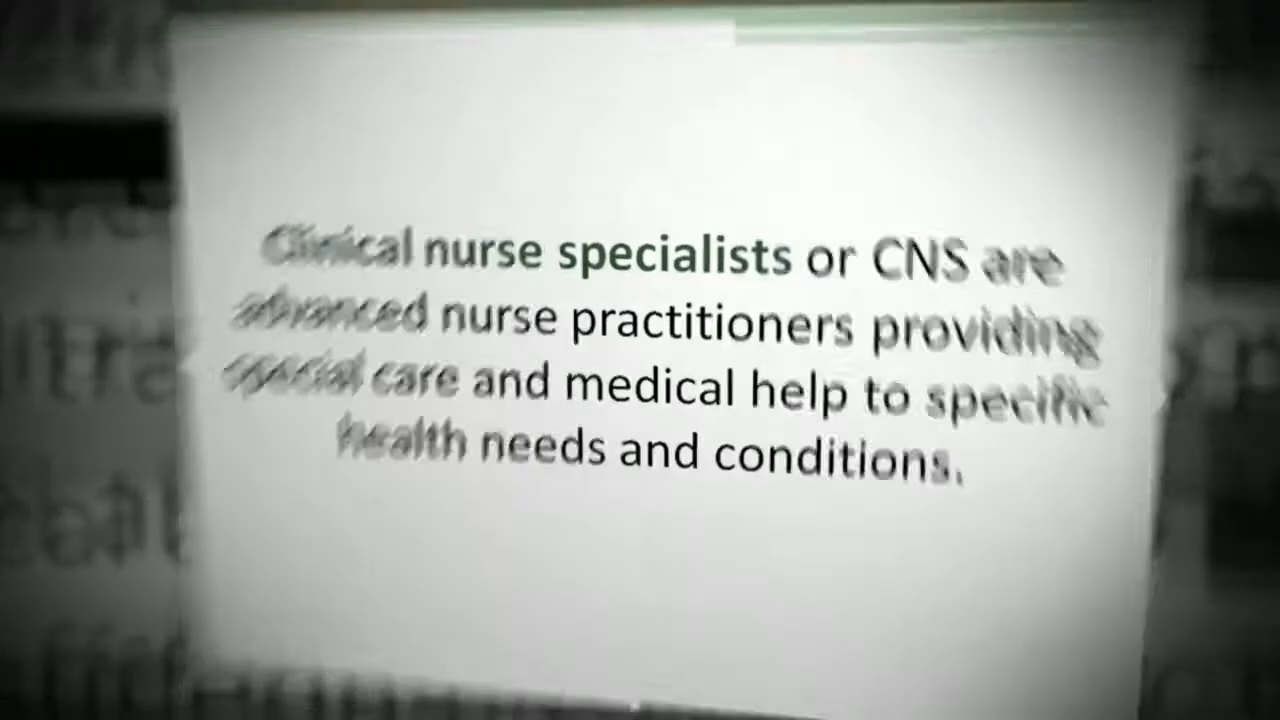 Clinical nurse specialists or CNS are
advanced nurse practitioners providing
special care and medical help to specific
health needs and conditions.